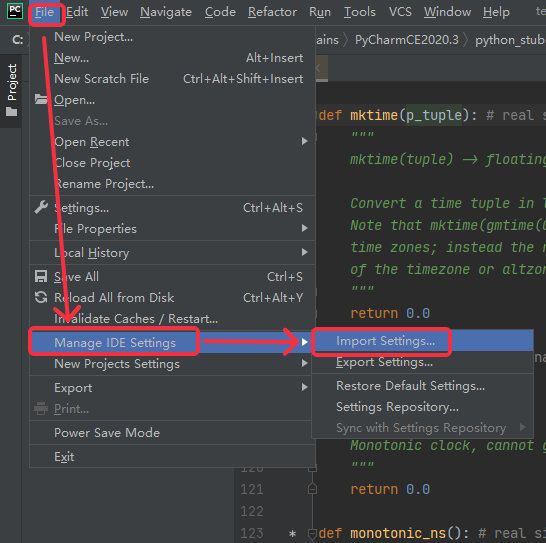 PC File Edit View Navigate Code Refactor Run Tools VCS Window Help te
C: ains PyCharmCE2020.3 python_stub
Project
New Project...
New... Alt+Insert
New Scratch File Ctrl+Alt+Shift+Insert
Open...
Save As...
Open Recent
Close Project
Rename Project...
Settings... Ctrl+Alt+S
File Properties
Local History
Save All Ctrl+S
Reload All from Disk Ctrl+Alt+Y
Invalidate Caches / Restart...
Manage IDE Settings
New Projects Settings
Export
Print...
Power Save Mode
Exit
Import Settings...
Export Settings...
Restore Default Settings...
Settings Repository...
Sync with Settings Repository
def mktime(p_tuple): # real s
"""
mktime(tuple) -> floating
Convert a time tuple in l
Note that mktime(gmtime(0
time zones; instead the r
of the timezone or altzon
"""
return 0.0
na
Monotonic clock, cannot g
120 """
121 return 0.0
122
123 * def monotonic_ns(): # real si